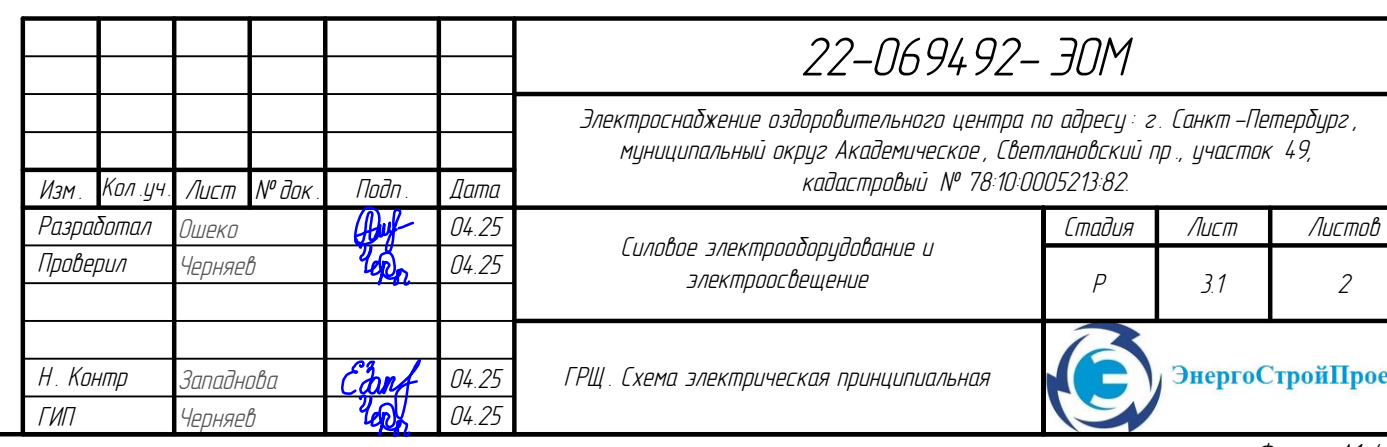 22-069492- ЭОМ
Электроснабжение оздоровительного центра по адресу: г. Санкт-Петербург,
муниципальный округ Академическое, Светлановский пр., участок 49,
кадастровый № 78:10:0005213:82.
Изм. Кол.уч. Лист № док. Подп. Дата
Разработал Ошеко 04.25
Проверил Черняев 04.25
Силовое электрооборудование и
электроосвещение
Стадия Лист Листов
Р 3.1 2
Н. Контр Западнова 04.25
ГИП Черняев 04.25
ГРЩ. Схема электрическая принципиальная
ЭнергоСтройПрое